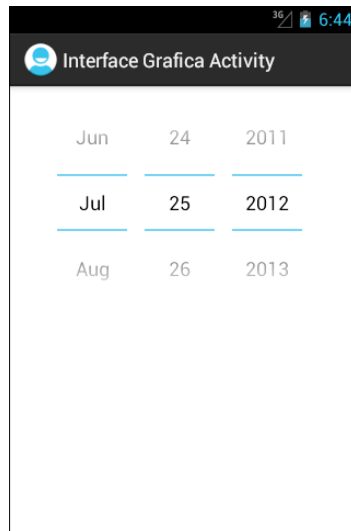 3G 6:44
Interface Grafica Activity
Jun 24 2011
Jul 25 2012
Aug 26 2013